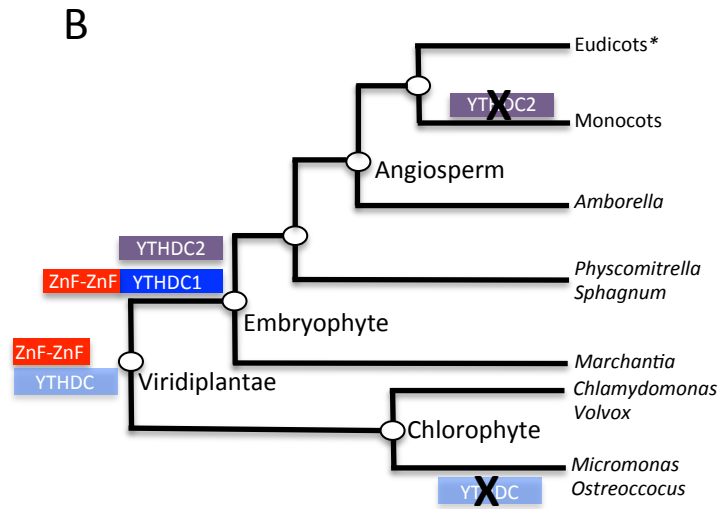 B
Eudicots*
YTHDC2
Monocots
Angiosperm
Amborella
YTHDC2
ZnF-ZnF YTHDC1
Physcomitrella
Sphagnum
Embryophyte
ZnF-ZnF
YTHDC
Viridiplantae
Marchantia
Chlamydomonas
Volvox
Chlorophyte
Micromonas
Ostreoccocus
YTHDC